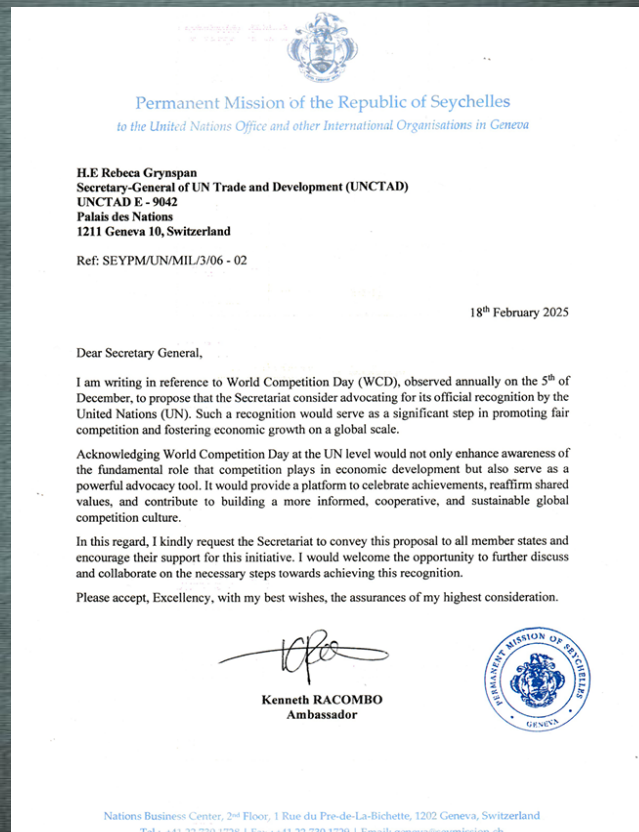 Permanent Mission of the Republic of Seychelles
to the United Nations Office and other International Organisations in Geneva
H.E Rebeca Grynspan
Secretary-General of UN Trade and Development (UNCTAD)
UNCTAD E - 9042
Palais des Nations
1211 Geneva 10, Switzerland
Ref: SEYPM/UN/MIL/3/06 - 02
18th February 2025
Dear Secretary General,
I am writing in reference to World Competition Day (WCD), observed annually on the 5th of
December, to propose that the Secretariat consider advocating for its official recognition by the
United Nations (UN). Such a recognition would serve as a significant step in promoting fair
competition and fostering economic growth on a global scale.
Acknowledging World Competition Day at the UN level would not only enhance awareness of
the fundamental role that competition plays in economic development but also serve as a
powerful advocacy tool. It would provide a platform to celebrate achievements, reaffirm shared
values, and contribute to building a more informed, cooperative, and sustainable global
competition culture.
In this regard, I kindly request the Secretariat to convey this proposal to all member states and
encourage their support for this initiative. I would welcome the opportunity to further discuss
and collaborate on the necessary steps towards achieving this recognition.
Please accept, Excellency, with my best wishes, the assurances of my highest consideration.
Kenneth RACOMBO
Ambassador
PERMANENT MISSION OF SEYCHELLES
GENEVA
Nations Business Center, 2nd Floor, 1 Rue du Pre-de-La-Bichette, 1202 Geneva, Switzerland